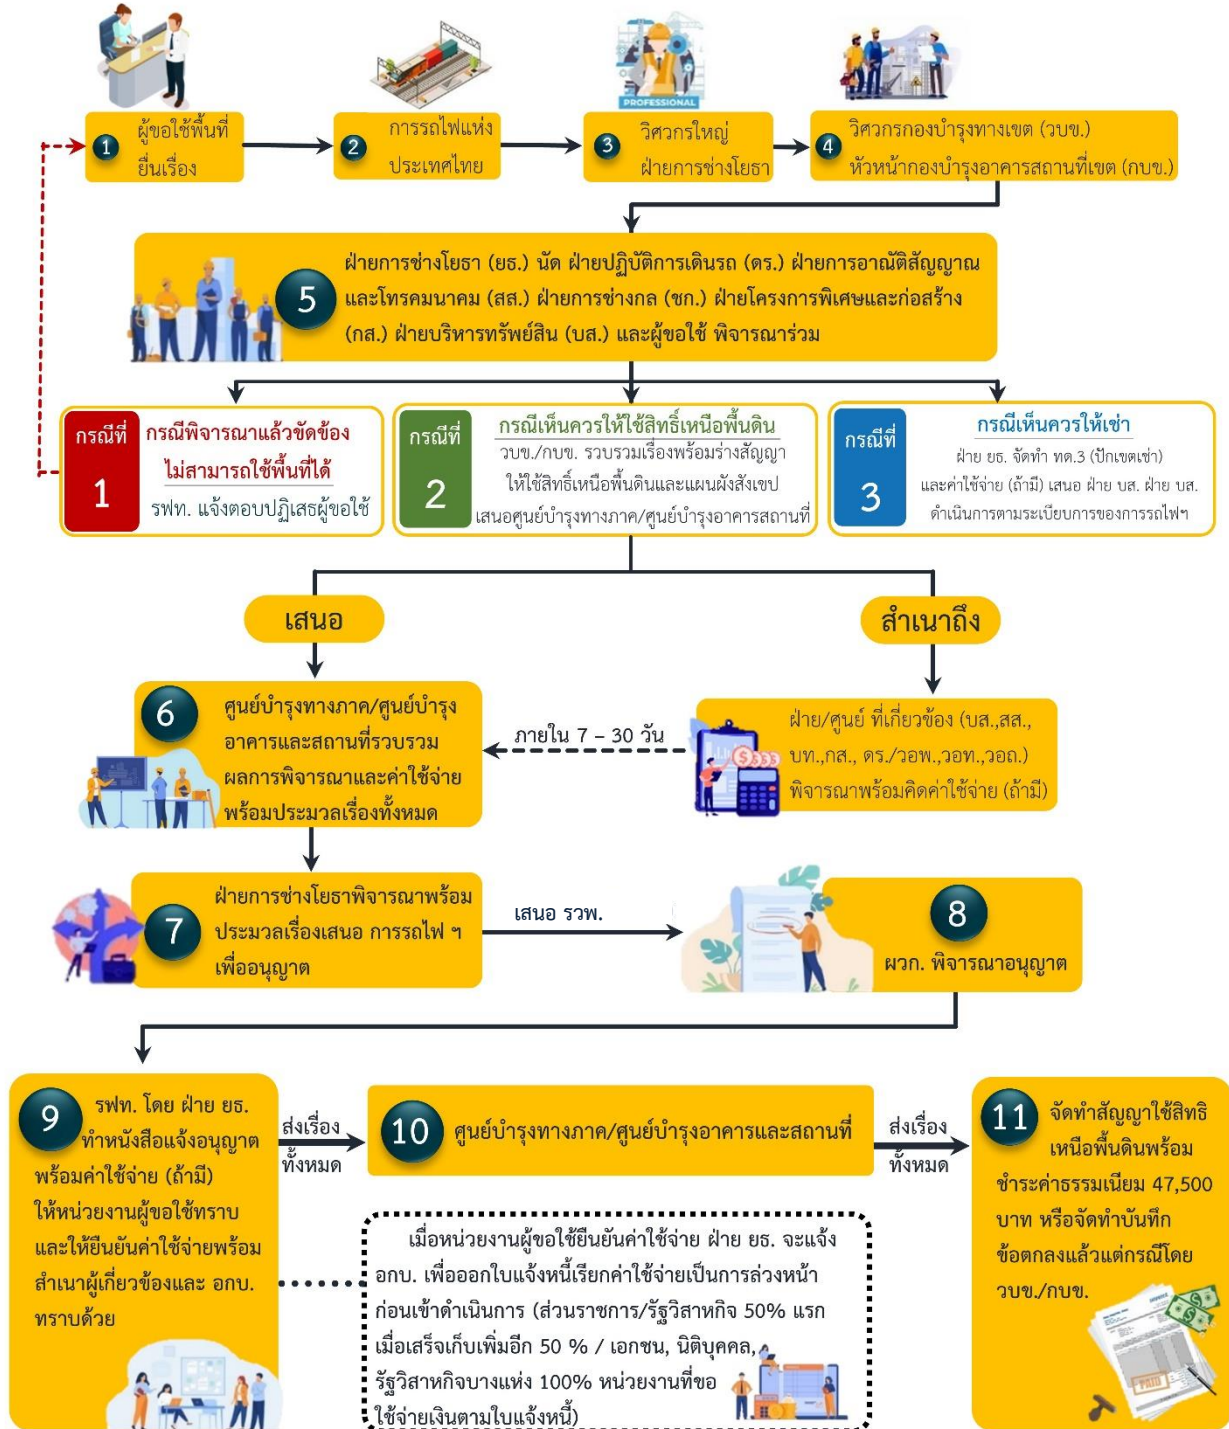 PROFESSIONAL
1
ผู้ขอใช้พื้นที่
ยื่นเรื่อง
2
การรถไฟแห่ง
ประเทศไทย
3
วิศวกรใหญ่
ฝ่ายการช่างโยธา
4
วิศวกรกองบำรุงทางเขต (วบข.)
หัวหน้ากองบำรุงอาคารสถานที่เขต (กบข.)
5
ฝ่ายการช่างโยธา (ยธ.) นัด ฝ่ายปฏิบัติการเดินรถ (ดร.) ฝ่ายการอาณัติสัญญาณ
และโทรคมนาคม (สส.) ฝ่ายการช่างกล (ชก.) ฝ่ายโครงการพิเศษและก่อสร้าง
(กส.) ฝ่ายบริหารทรัพย์สิน (บส.) และผู้ขอใช้ พิจารณาร่วม
กรณีที่
1
กรณีพิจารณาแล้วขัดข้อง
ไม่สามารถใช้พื้นที่ได้
รฟท. แจ้งตอบปฏิเสธผู้ขอใช้
กรณีที่
2
กรณีเห็นควรให้ใช้สิทธิ์เหนือพื้นดิน
วบข./กบข. รวบรวมเรื่องพร้อมร่างสัญญา
ให้ใช้สิทธิ์เหนือพื้นดินและแผนผังสังเขป
เสนอศูนย์บำรุงทางภาค/ศูนย์บำรุงอาคารสถานที่
กรณีที่
3
กรณีเห็นควรให้เช่า
ฝ่าย ยธ. จัดทำ ทด.3 (ปักเขตเช่า)
และค่าใช้จ่าย (ถ้ามี) เสนอ ฝ่าย บส. ฝ่าย บส.
ดำเนินการตามระเบียบการของการรถไฟฯ
เสนอ
สำเนาถึง
6
ศูนย์บำรุงทางภาค/ศูนย์บำรุง
อาคารและสถานที่รวบรวม
ผลการพิจารณาและค่าใช้จ่าย
พร้อมประมวลเรื่องทั้งหมด
ภายใน 7 – 30 วัน
ฝ่าย/ศูนย์ ที่เกี่ยวข้อง (บส.,สส.,
บท.,กส., ดร./วอพ.,วอท.,วอถ.)
พิจารณาพร้อมคิดค่าใช้จ่าย (ถ้ามี)
7
ฝ่ายการช่างโยธาพิจารณาพร้อม
ประมวลเรื่องเสนอ การรถไฟ ฯ
เพื่ออนุญาต
เสนอ รวพ.
8
ผวก. พิจารณาอนุญาต
9
รฟท. โดย ฝ่าย ยธ.
ทำหนังสือแจ้งอนุญาต
พร้อมค่าใช้จ่าย (ถ้ามี)
ให้หน่วยงานผู้ขอใช้ทราบ
และให้ยืนยันค่าใช้จ่ายพร้อม
สำเนาผู้เกี่ยวข้องและ อกบ.
ทราบด้วย
ส่งเรื่อง
ทั้งหมด
10
ศูนย์บำรุงทางภาค/ศูนย์บำรุงอาคารและสถานที่
ส่งเรื่อง
ทั้งหมด
11
จัดทำสัญญาใช้สิทธิ
เหนือพื้นดินพร้อม
ชำระค่าธรรมเนียม 47,500
บาท หรือจัดทำบันทึก
ข้อตกลงแล้วแต่กรณีโดย
วบข./กบข.
เมื่อหน่วยงานผู้ขอใช้ยืนยันค่าใช้จ่าย ฝ่าย ยธ. จะแจ้ง
อกบ. เพื่อออกใบแจ้งหนี้เรียกค่าใช้จ่ายเป็นการล่วงหน้า
ก่อนเข้าดำเนินการ (ส่วนราชการ/รัฐวิสาหกิจ 50% แรก
เมื่อเสร็จเก็บเพิ่มอีก 50 % / เอกชน, นิติบุคคล,
รัฐวิสาหกิจบางแห่ง 100% หน่วยงานที่ขอ
ใช้จ่ายเงินตามใบแจ้งหนี้)
PAID